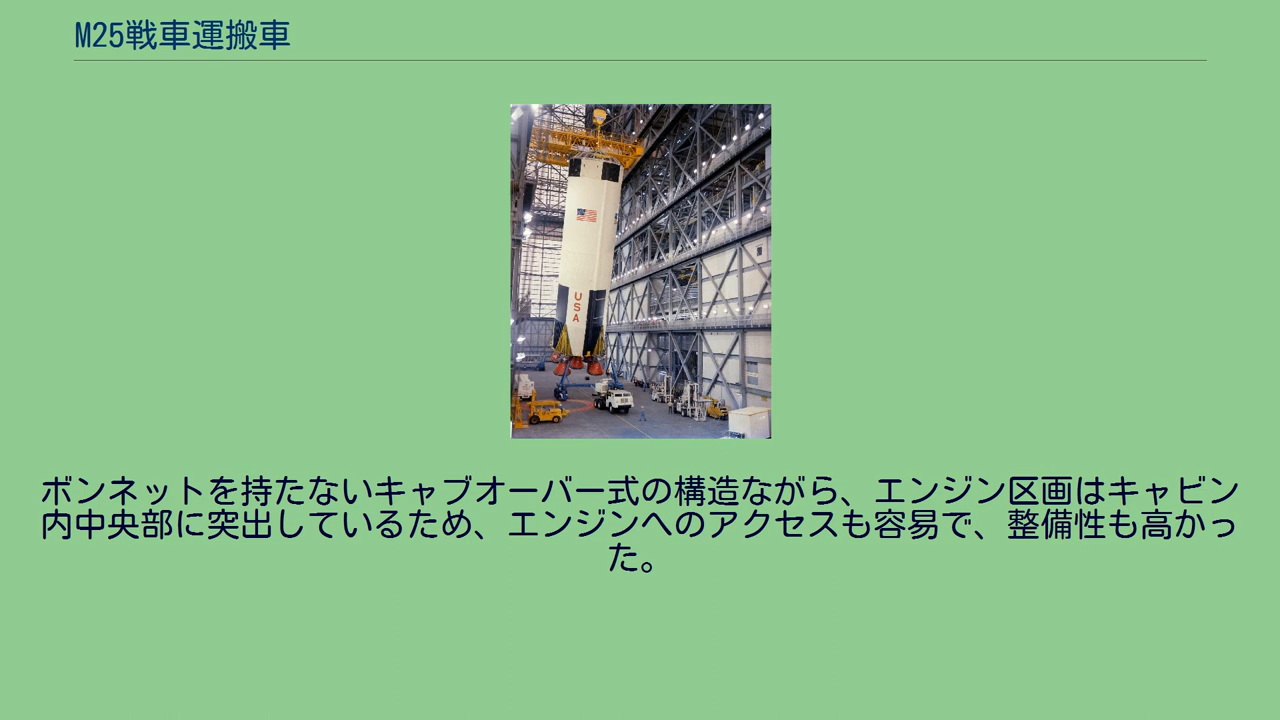 M25戦車運搬車
USA
ボンネットを持たないキャブオーバー式の構造ながら、エンジン区画はキャビン
内中央部に突出しているため、エンジンへのアクセスも容易で、整備性も高かっ
た。